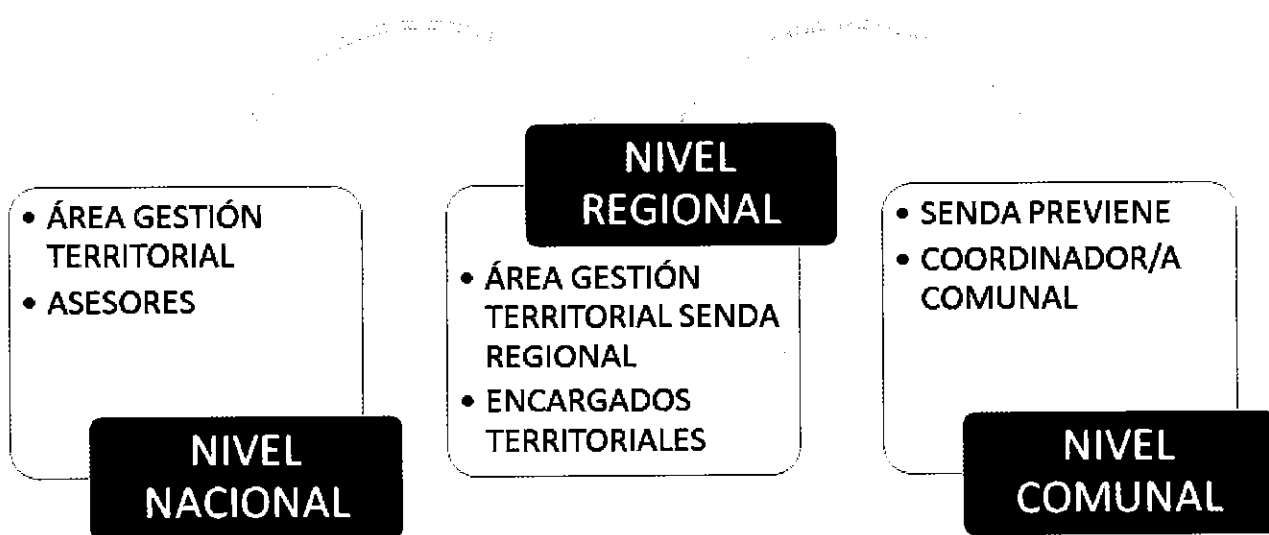 • ÁREA GESTIÓN
TERRITORIAL
• ASESORES
NIVEL
NACIONAL
NIVEL
REGIONAL
• ÁREA GESTIÓN
TERRITORIAL SENDA
REGIONAL
• ENCARGADOS
TERRITORIALES
• SENDA PREVIENE
• COORDINADOR/A
COMUNAL
NIVEL
COMUNAL